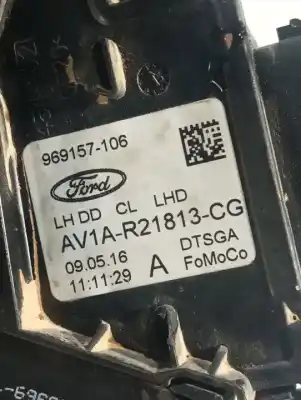 969157-106
Ford
LH DD CL LHD
AV1A-R21813-CG
09.05.16 A DTSGA
11:11:29 FoMoCo